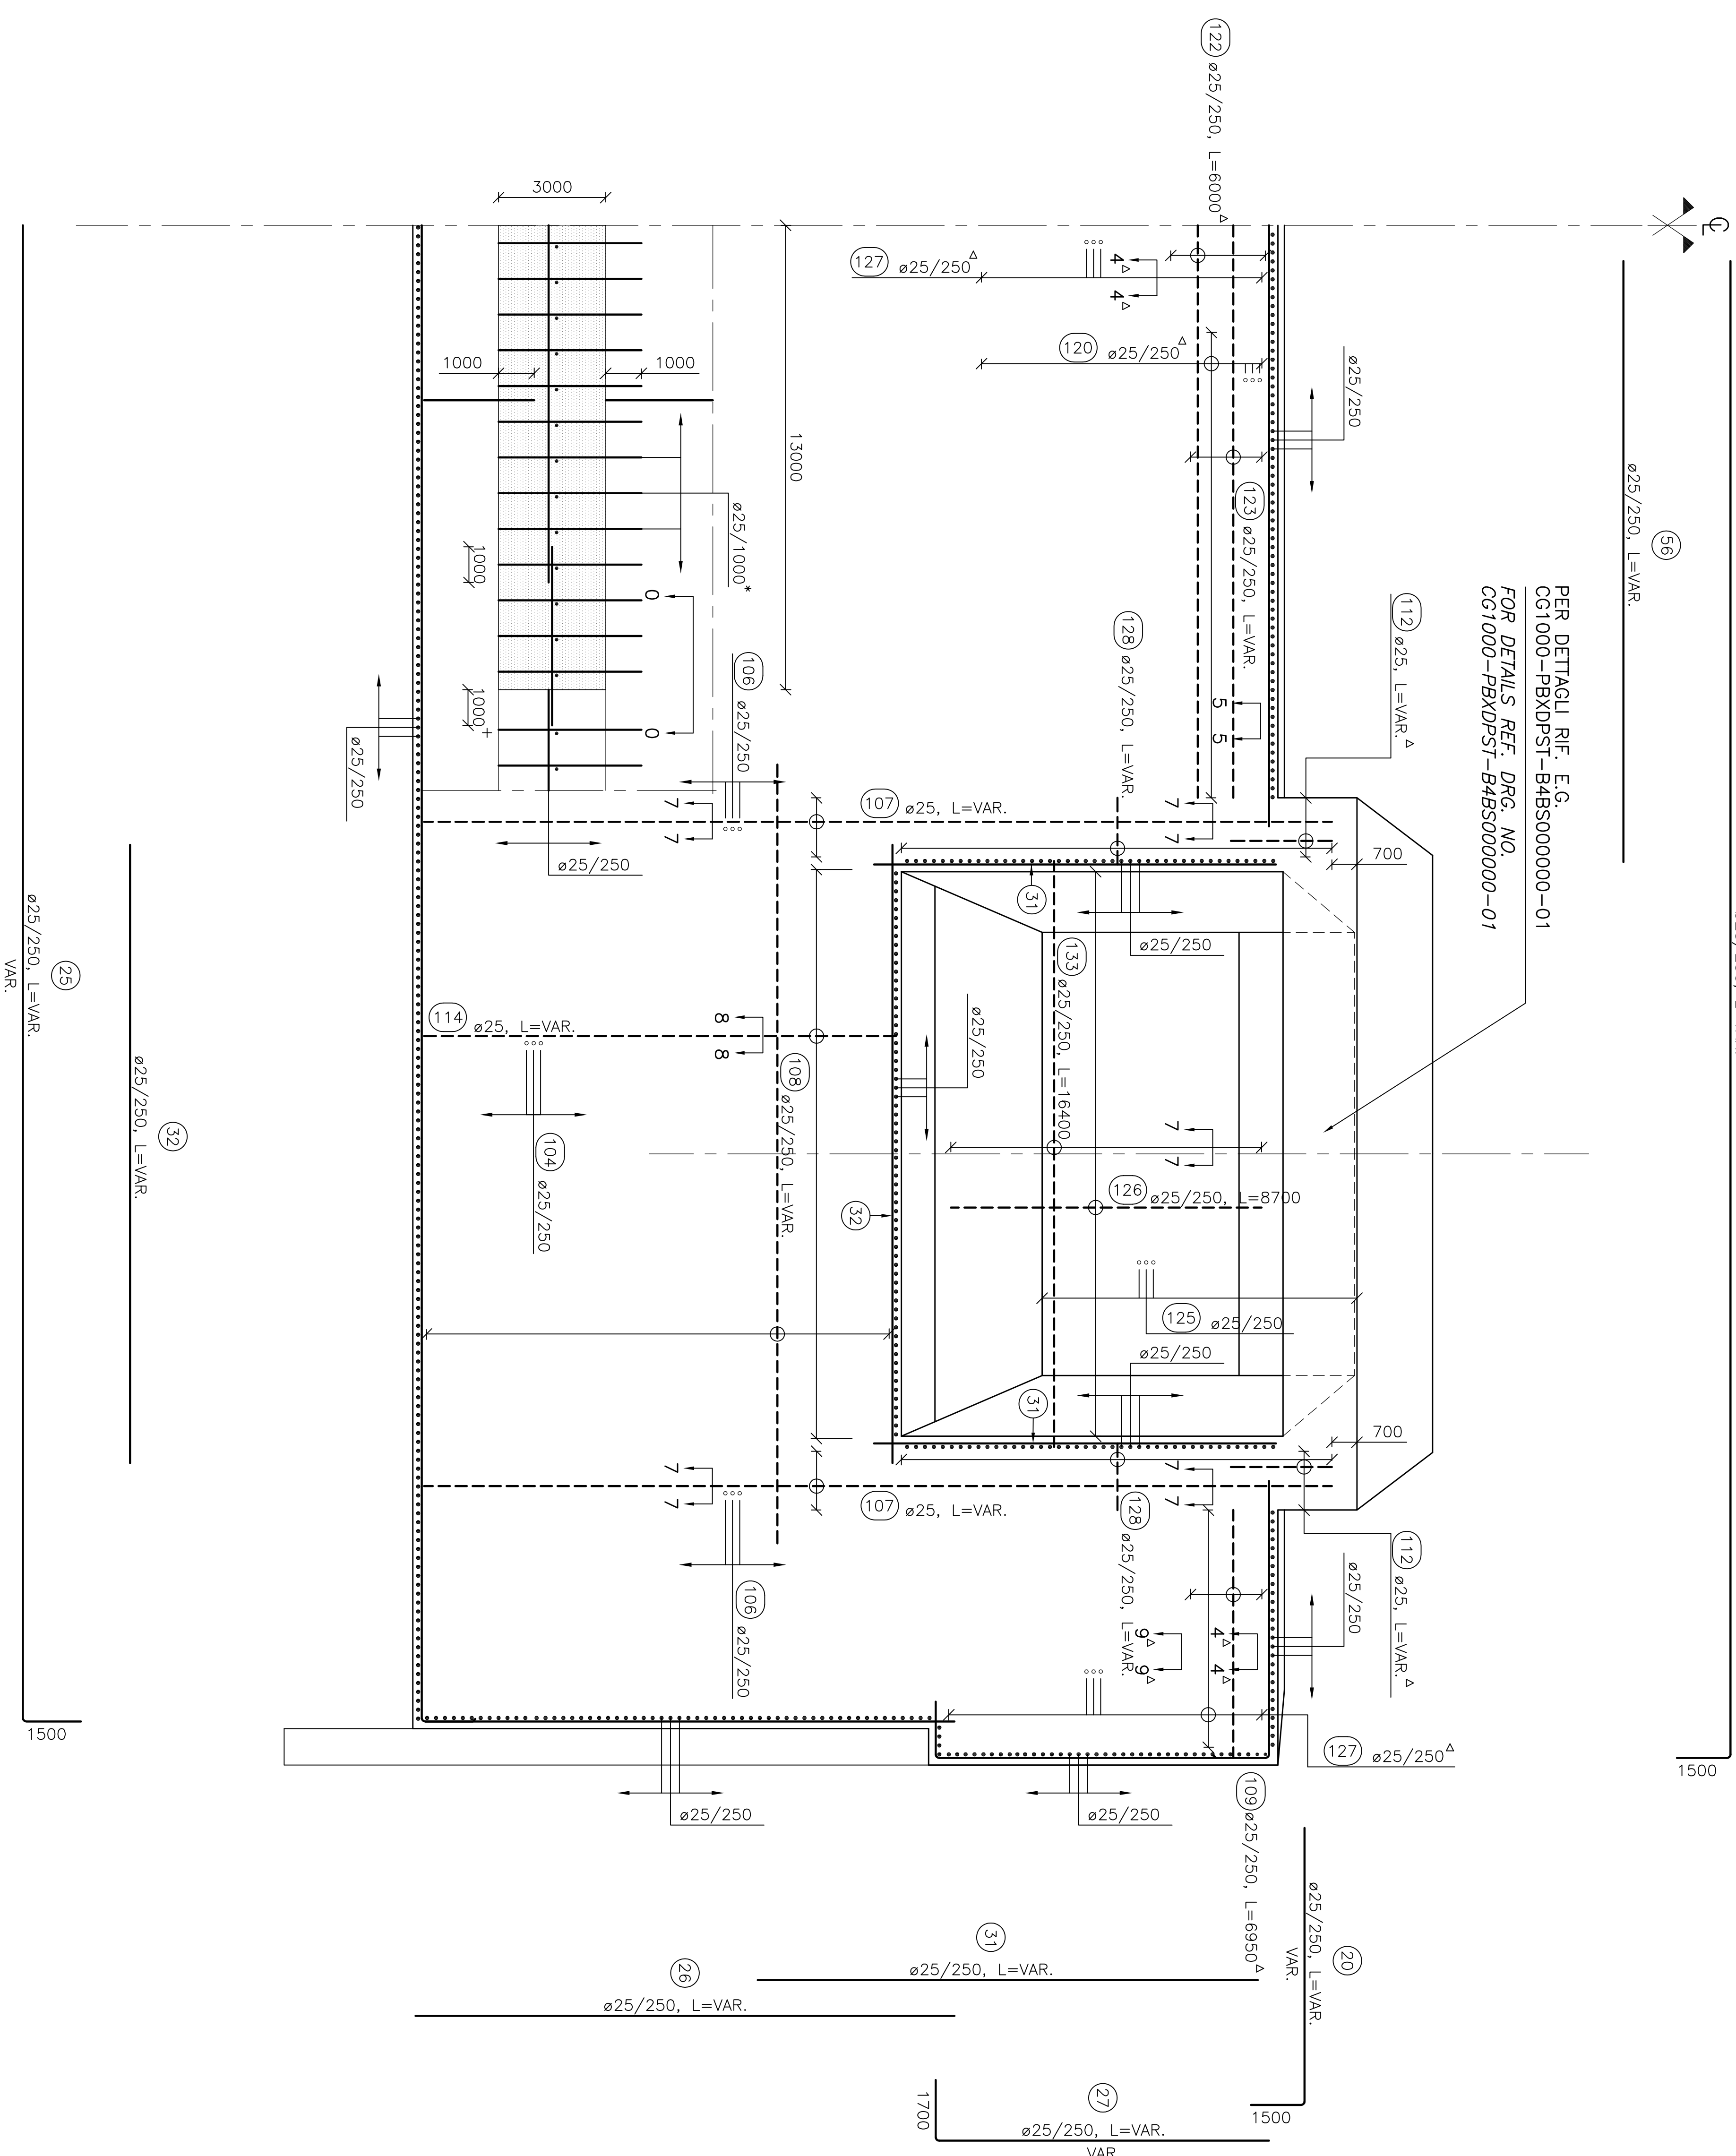 ℄
ø25/250, L=VAR.
56
PER DETTAGLI RIF. E.G.
CG1000-PBXDPST-B4BS000000-01
FOR DETAILS REF. DRG. NO.
CG1000-PBXDPST-B4BS000000-01
1500
122 ø25/250, L=6000 Δ
3000
127 ø25/250 Δ
4Δ 4Δ
120 ø25/250 Δ
ø25/250
1000
1000
13000
123 ø25/250, L=VAR.
ø25/1000*
1000
0 0
1000+
128 ø25/250, L=VAR.
112 ø25, L=VAR. Δ
5 5
106 ø25/250
ø25/250
107 ø25, L=VAR.
7 7
7 7
700
ø25/250
31
ø25/250
133 ø25/250, L=16400
ø25/250
114 ø25, L=VAR.
8 8
108 ø25/250, L=VAR.
104 ø25/250
7 7
126 ø25/250, L=8700
32
125 ø25/250
ø25/250
31
700
7 7
7 7
107 ø25, L=VAR.
128 ø25/250, L=VAR.
112 ø25, L=VAR. Δ
ø25/250
106 ø25/250
9Δ 9Δ
4Δ 4Δ
127 ø25/250 Δ
109 ø25/250, L=6950 Δ
ø25/250
ø25/250
25
ø25/250, L=VAR.
VAR.
1500
32
ø25/250, L=VAR.
20
ø25/250, L=VAR.
VAR.
1500
31
ø25/250, L=VAR.
26
ø25/250, L=VAR.
27
ø25/250, L=VAR.
1700
VAR.